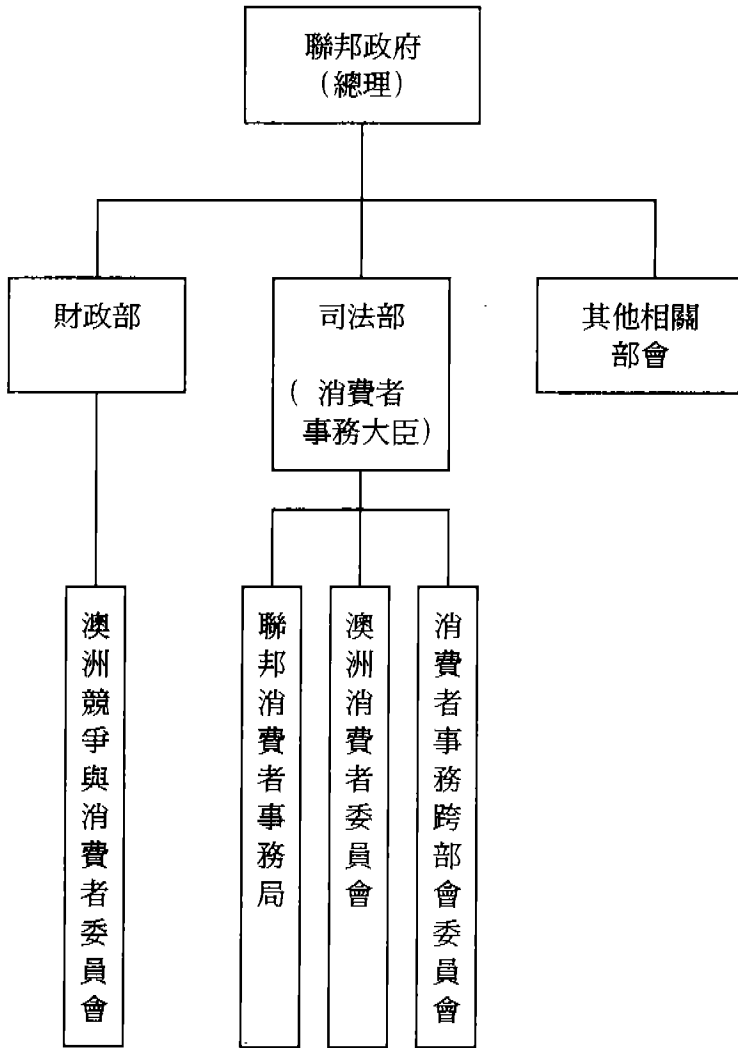 聯邦政府
(總理)
財政部
司法部
( 消費者
事務大臣)
其他相關
部會
澳洲競爭與消費者委員會
聯邦消費者事務局
澳洲消費者委員會
消費者事務跨部會委員會